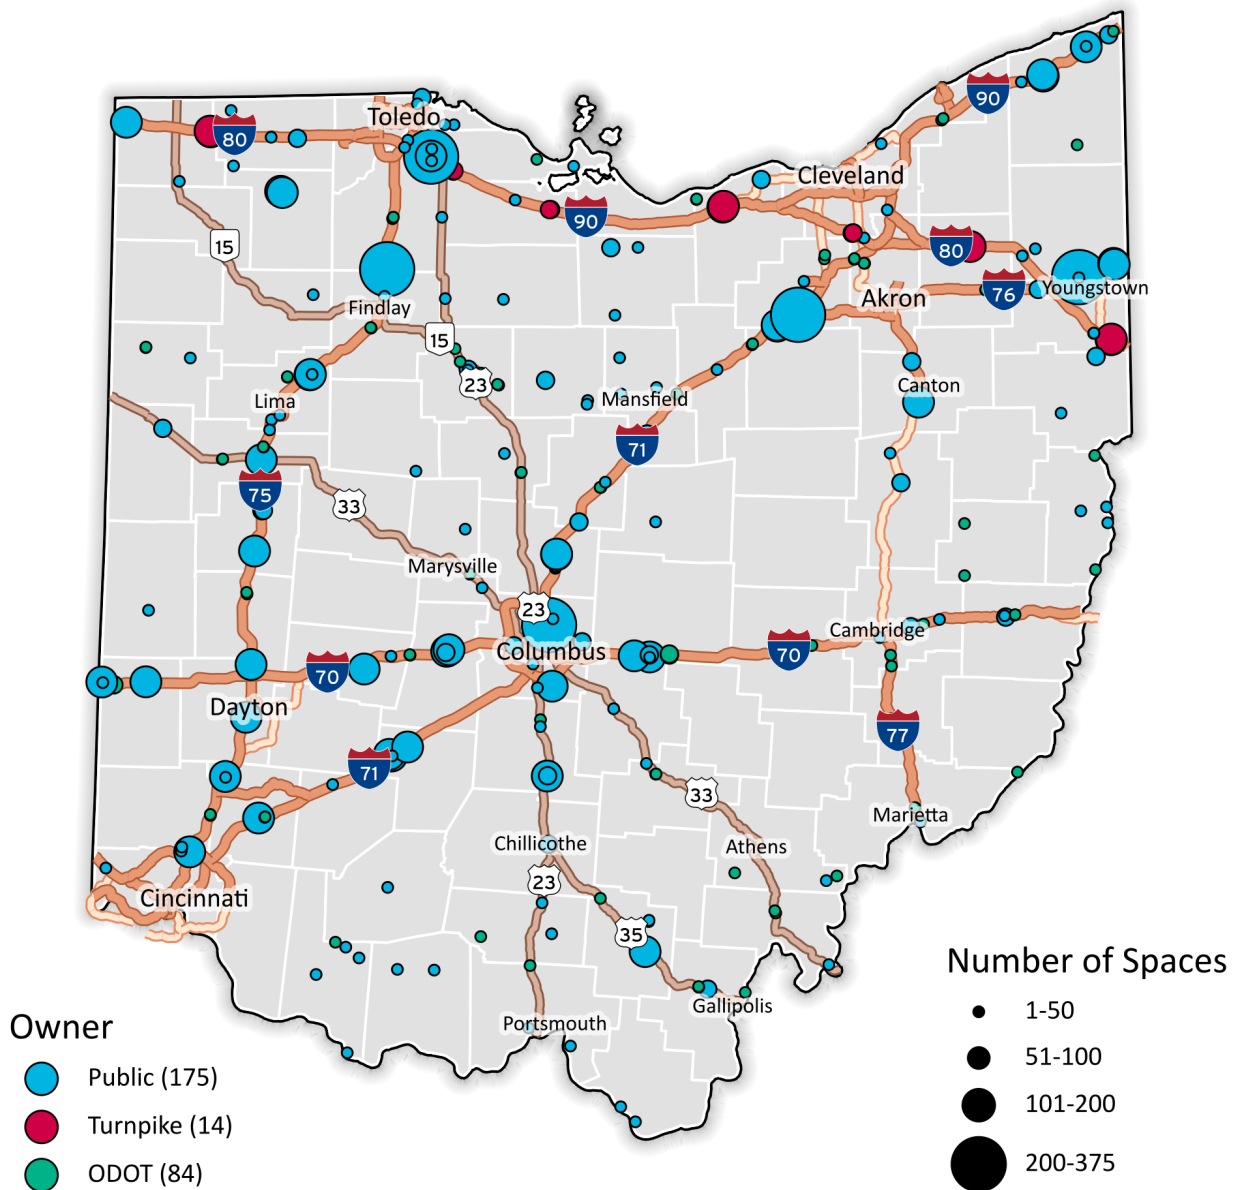 90
Toledo
80
Cleveland
90
15
80
Akron
76
Youngstown
Findlay
15
23
Canton
Lima
Mansfield
71
75
33
Marysville
23
Cambridge
Columbus
70
70
Dayton
77
71
33
Marietta
Chillicothe
Athens
23
Cincinnati
35
Gallipolis
Portsmouth
Number of Spaces
1-50
51-100
101-200
200-375
Owner
Public (175)
Turnpike (14)
ODOT (84)